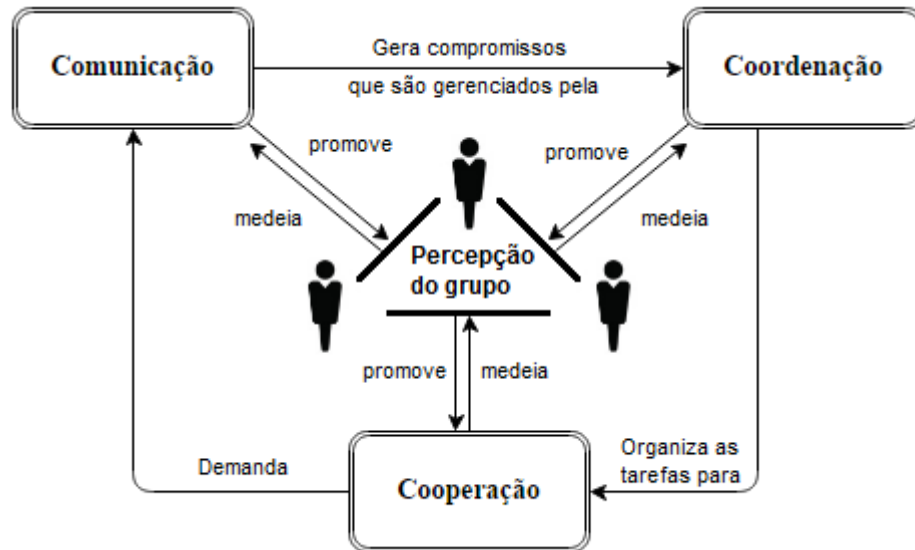 Comunicação
Gera compromissos
que são gerenciados pela
Coordenação
promove
medeia
promove
medeia
Percepção
do grupo
promove
medeia
Demanda
Cooperação
Organiza as
tarefas para